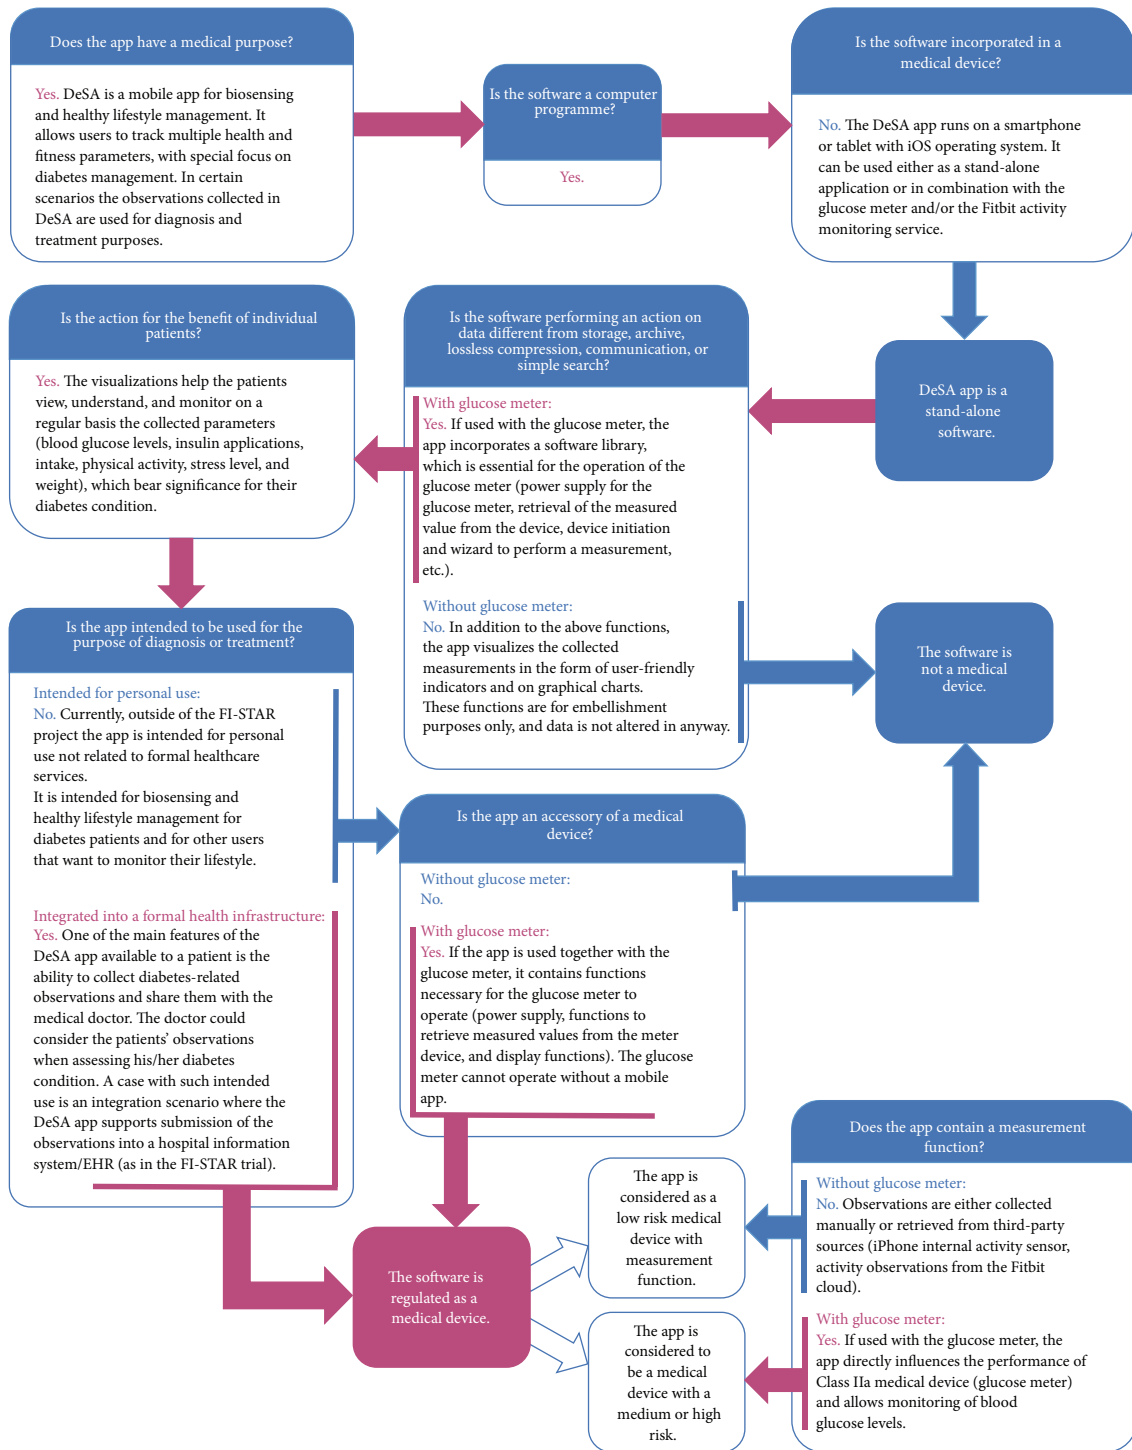 Does the app have a medical purpose?
Yes. DeSA is a mobile app for biosensing
and healthy lifestyle management. It
allows users to track multiple health and
fitness parameters, with special focus on
diabetes management. In certain
scenarios the observations collected in
DeSA are used for diagnosis and
treatment purposes.
Is the software a computer
programme?
Yes.
Is the software incorporated in a
medical device?
No. The DeSA app runs on a smartphone
or tablet with iOS operating system. It
can be used either as a stand-alone
application or in combination with the
glucose meter and/or the Fitbit activity
monitoring service.
DeSA app is a
stand-alone
software.
Is the software performing an action on
data different from storage, archive,
lossless compression, communication, or
simple search?
With glucose meter:
Yes. If used with the glucose meter, the
app incorporates a software library,
which is essential for the operation of the
glucose meter (power supply for the
glucose meter, retrieval of the measured
value from the device, device initiation
and wizard to perform a measurement,
etc.).
Without glucose meter:
No. In addition to the above functions,
the app visualizes the collected
measurements in the form of user-friendly
indicators and on graphical charts.
These functions are for embellishment
purposes only, and data is not altered in anyway.
Is the action for the benefit of individual
patients?
Yes. The visualizations help the patients
view, understand, and monitor on a
regular basis the collected parameters
(blood glucose levels, insulin applications,
intake, physical activity, stress level, and
weight), which bear significance for their
diabetes condition.
The software is
not a medical
device.
Is the app intended to be used for the
purpose of diagnosis or treatment?
Intended for personal use:
No. Currently, outside of the FI-STAR
project the app is intended for personal
use not related to formal healthcare
services.
It is intended for biosensing and
healthy lifestyle management for
diabetes patients and for other users
that want to monitor their lifestyle.
Integrated into a formal health infrastructure:
Yes. One of the main features of the
DeSA app available to a patient is the
ability to collect diabetes-related
observations and share them with the
medical doctor. The doctor could
consider the patients' observations
when assessing his/her diabetes
condition. A case with such intended
use is an integration scenario where the
DeSA app supports submission of the
observations into a hospital information
system/EHR (as in the FI-STAR trial).
Is the app an accessory of a medical
device?
Without glucose meter:
No.
With glucose meter:
Yes. If the app is used together with the
glucose meter, it contains functions
necessary for the glucose meter to
operate (power supply, functions to
retrieve measured values from the meter
device, and display functions). The glucose
meter cannot operate without a mobile
app.
The software is
regulated as a
medical device.
The app is
considered as a
low risk medical
device with
measurement
function.
The app is
considered to
be a medical
device with a
medium or high
risk.
Does the app contain a measurement
function?
Without glucose meter:
No. Observations are either collected
manually or retrieved from third-party
sources (iPhone internal activity sensor,
activity observations from the Fitbit
cloud).
With glucose meter:
Yes. If used with the glucose meter, the
app directly influences the performance of
Class IIa medical device (glucose meter)
and allows monitoring of blood
glucose levels.